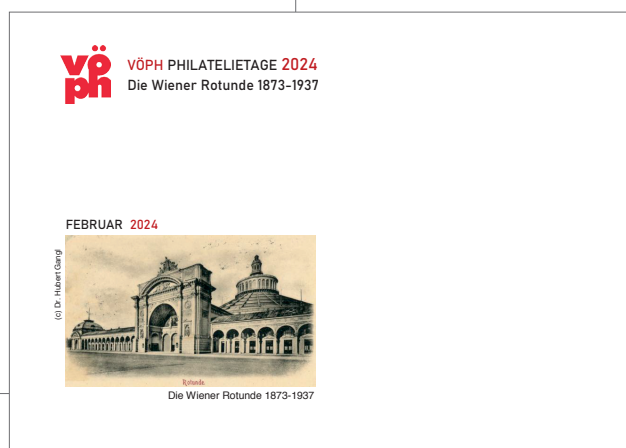 vöph
VÖPH PHILATELIETAGE 2024
Die Wiener Rotunde 1873-1937
FEBRUAR 2024
(c) Dr. Hubert Gangl
Rotunde.
Die Wiener Rotunde 1873-1937